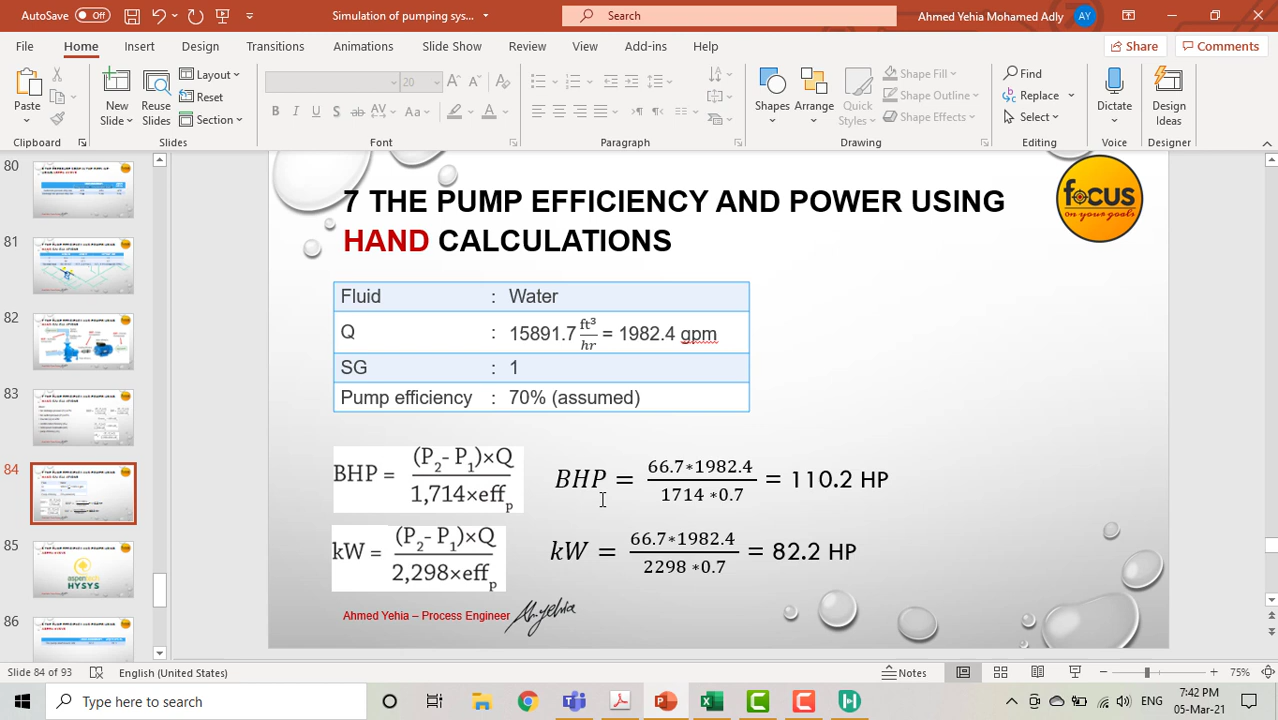 Simulation of pumping sys...
Search
Ahmed Yehia Mohamed Adly
AY
File
Home
Insert
Design
Transitions
Animations
Slide Show
Review
View
Add-ins
Help
Share
Comments
Paste
New Slide
Reuse Slides
Layout
Reset
Section
20
B I U S AV Aa A
Shapes
Arrange
Quick Styles
Shape Fill
Shape Outline
Shape Effects
Find
Replace
Select
Dictate
Design Ideas
Clipboard
Slides
Font
Paragraph
Drawing
Editing
Voice
Designer
80
81
82
83
84
85
86
aspentech
HYSYS
7 THE PUMP EFFICIENCY AND POWER USING
HAND CALCULATIONS
focus
on your goals
Fluid : Water
Q : 15891.7 ft³/hr = 1982.4 gpm
SG : 1
Pump efficiency : 70% (assumed)
BHP = (P₂- P₁)×Q / 1,714×effₚ
BHP = 66.7∗1982.4 / 1714 ∗0.7 = 110.2 HP
kW = (P₂- P₁)×Q / 2,298×effₚ
kW = 66.7∗1982.4 / 2298 ∗0.7 = 82.2 HP
Ahmed Yehia – Process Engineer
Slide 84 of 93
English (United States)
Notes
75%
Type here to search
ENG
7:42 PM
05-Mar-21